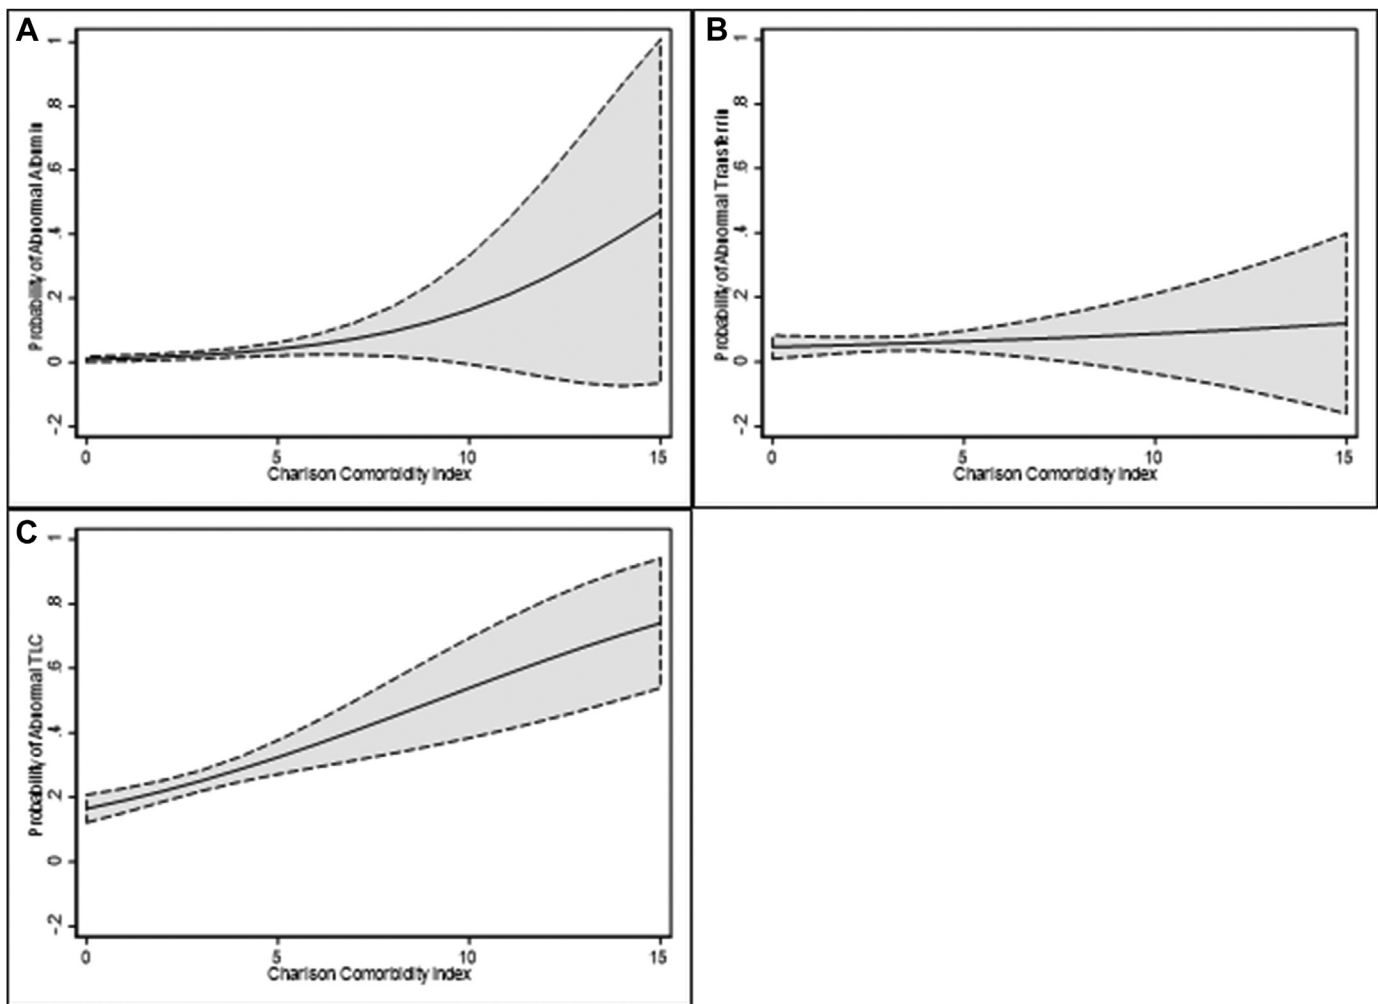 A
Probability of Abnormal Albumin
1
.8
.6
.4
.2
0
-.2
0 5 10 15
Charlson Comorbidity Index
B
Probability of Abnormal Transferrin
1
.8
.6
.4
.2
0
-.2
0 5 10 15
Charlson Comorbidity Index
C
Probability of Abnormal TLC
1
.8
.6
.4
.2
0
-.2
0 5 10 15
Charlson Comorbidity Index